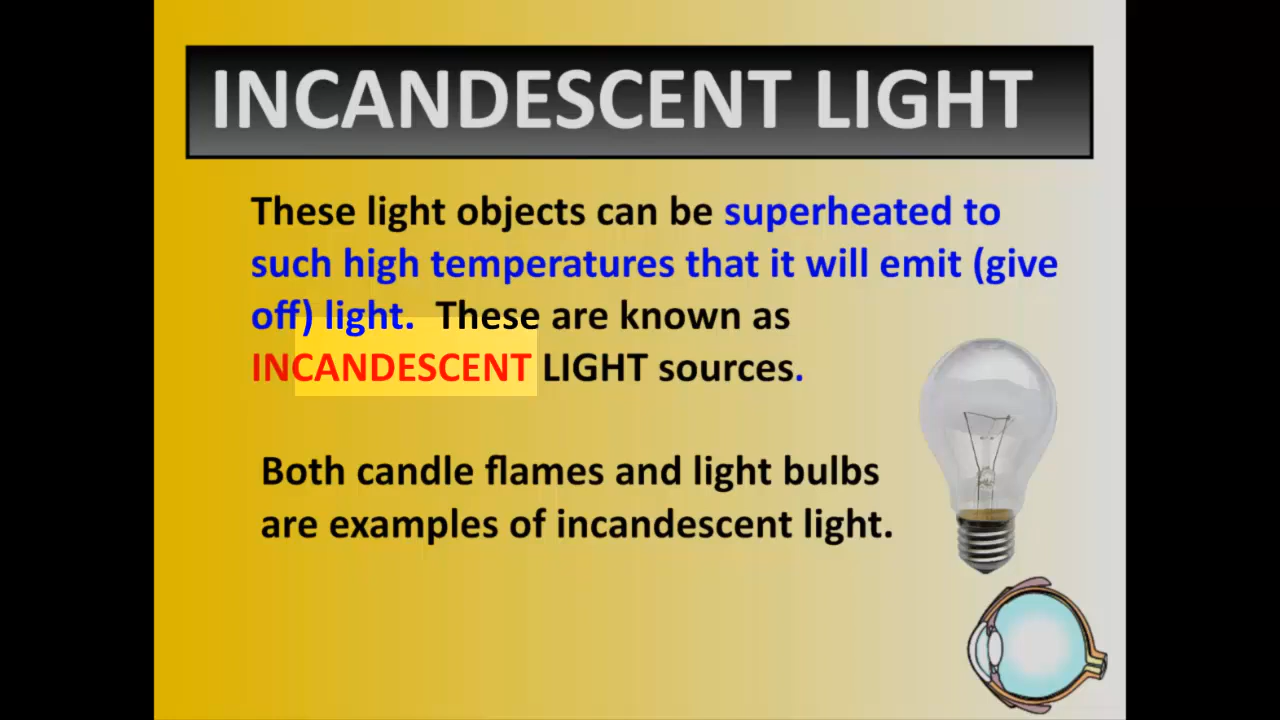 INCANDESCENT LIGHT
These light objects can be superheated to
such high temperatures that it will emit (give
off) light. These are known as
INCANDESCENT LIGHT sources.
Both candle flames and light bulbs
are examples of incandescent light.